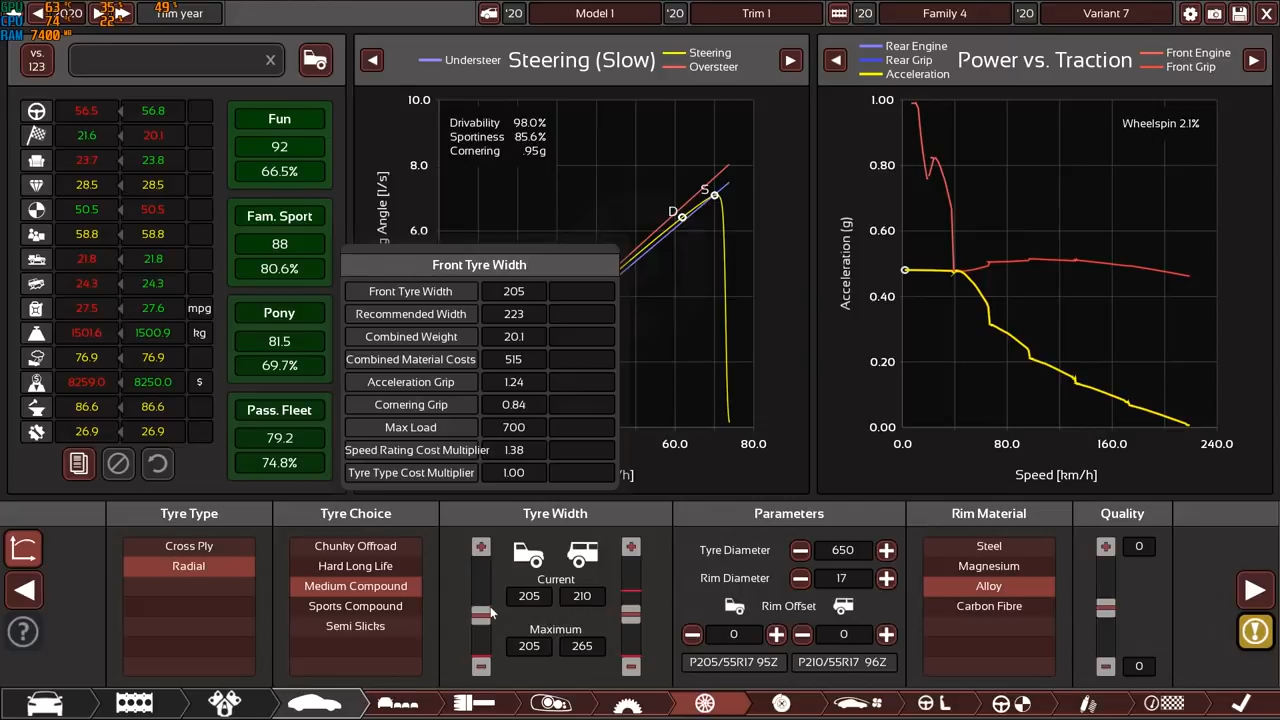 GPU 63°C 35% 49%
CPU 74°C 22%
RAM 7400 MB
2020
Trim year
'20
Model 1
'20
Trim 1
'20
Family 4
'20
Variant 7
vs.
123
X
56.5 56.8
21.6 20.1
23.7 23.8
28.5 28.5
50.5 50.5
58.8 58.8
21.8 21.8
24.3 24.3
27.5 27.6 mpg
1501.6 1500.9 kg
76.9 76.9
8259.0 8250.0 $
86.6 86.6
26.9 26.9
Fun
92
66.5%
Fam. Sport
88
80.6%
Pony
81.5
69.7%
Pass. Fleet
79.2
74.8%
Understeer
Steering (Slow)
Steering
Oversteer
10.0
8.0
6.0
Drivability 98.0%
Sportiness 85.6%
Cornering .95g
S
D
60.0 80.0
Front Tyre Width
Front Tyre Width 205
Recommended Width 223
Combined Weight 20.1
Combined Material Costs 515
Acceleration Grip 1.24
Cornering Grip 0.84
Max Load 700
Speed Rating Cost Multiplier 1.38
Tyre Type Cost Multiplier 1.00
Rear Engine
Rear Grip
Acceleration
Power vs. Traction
Front Engine
Front Grip
Wheelspin 2.1%
1.00
0.80
0.60
0.40
0.20
0.00
Acceleration (g)
0.0 80.0 160.0 240.0
Speed [km/h]
Tyre Type
Cross Ply
Radial
Tyre Choice
Chunky Offroad
Hard Long Life
Medium Compound
Sports Compound
Semi Slicks
Tyre Width
Current
205 210
Maximum
205 265
Parameters
Tyre Diameter 650
Rim Diameter 17
Rim Offset
0 0
P205/55R17 95Z P210/55R17 96Z
Rim Material
Steel
Magnesium
Alloy
Carbon Fibre
Quality
0
0